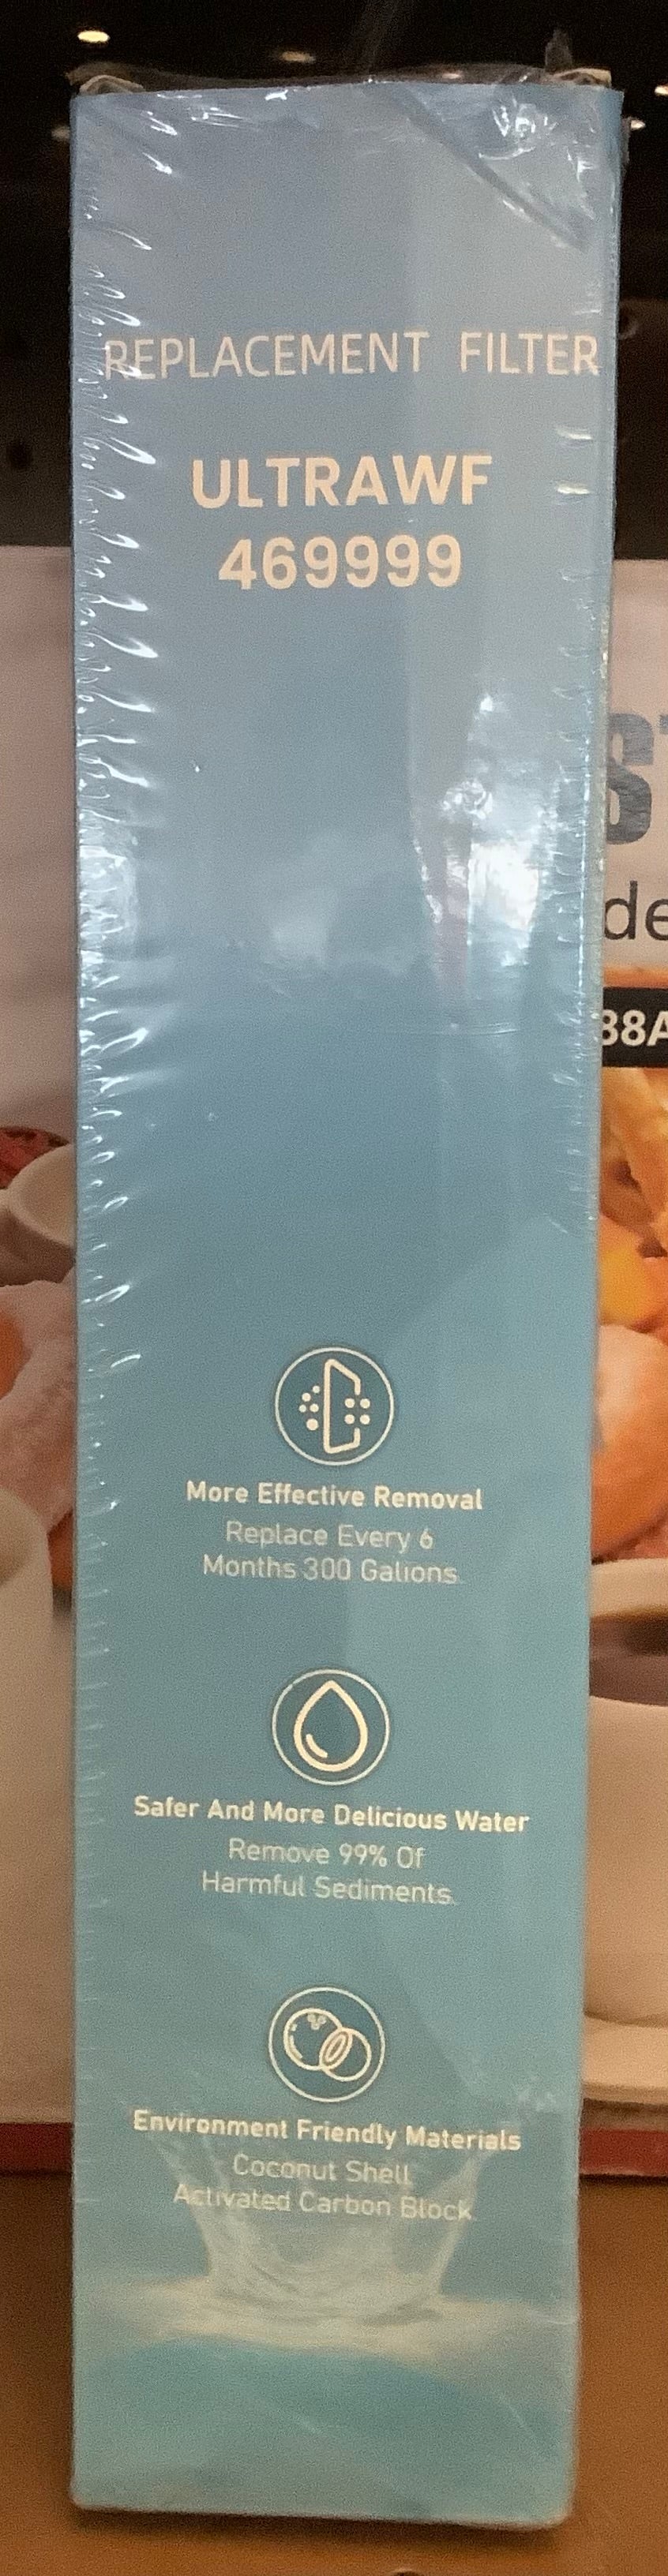 REPLACEMENT FILTER
ULTRAWF
469999
More Effective Removal
Replace Every 6
Months 300 Gallons
Safer And More Delicious Water
Remove 99% Of
Harmful Sediments.
Environment Friendly Materials
Coconut Shell
Activated Carbon Block.
de